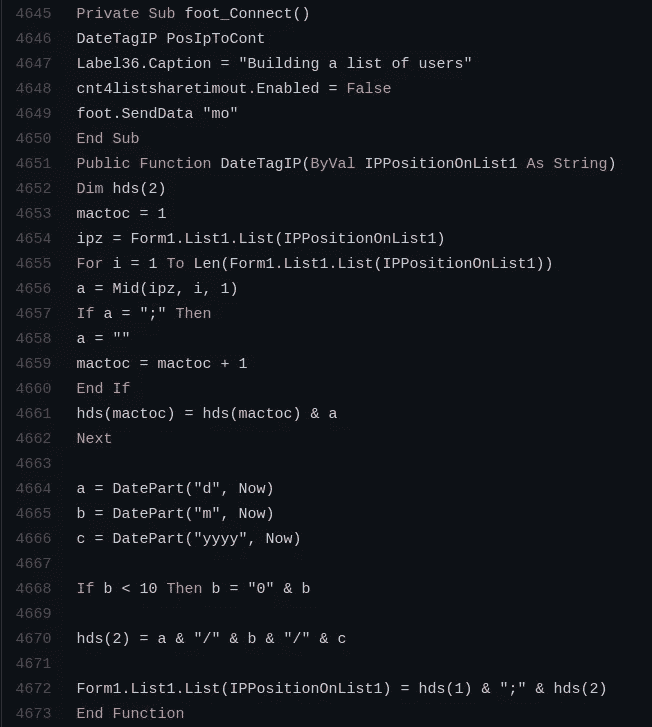 4645 Private Sub foot_Connect()
4646 DateTagIP PosIpToCont
4647 Label36.Caption = "Building a list of users"
4648 cnt4listsharetimout.Enabled = False
4649 foot.SendData "mo"
4650 End Sub
4651 Public Function DateTagIP(ByVal IPPositionOnList1 As String)
4652 Dim hds(2)
4653 mactoc = 1
4654 ipz = Form1.List1.List(IPPositionOnList1)
4655 For i = 1 To Len(Form1.List1.List(IPPositionOnList1))
4656 a = Mid(ipz, i, 1)
4657 If a = ";" Then
4658 a = ""
4659 mactoc = mactoc + 1
4660 End If
4661 hds(mactoc) = hds(mactoc) & a
4662 Next
4663
4664 a = DatePart("d", Now)
4665 b = DatePart("m", Now)
4666 c = DatePart("yyyy", Now)
4667
4668 If b < 10 Then b = "0" & b
4669
4670 hds(2) = a & "/" & b & "/" & c
4671
4672 Form1.List1.List(IPPositionOnList1) = hds(1) & ";" & hds(2)
4673 End Function